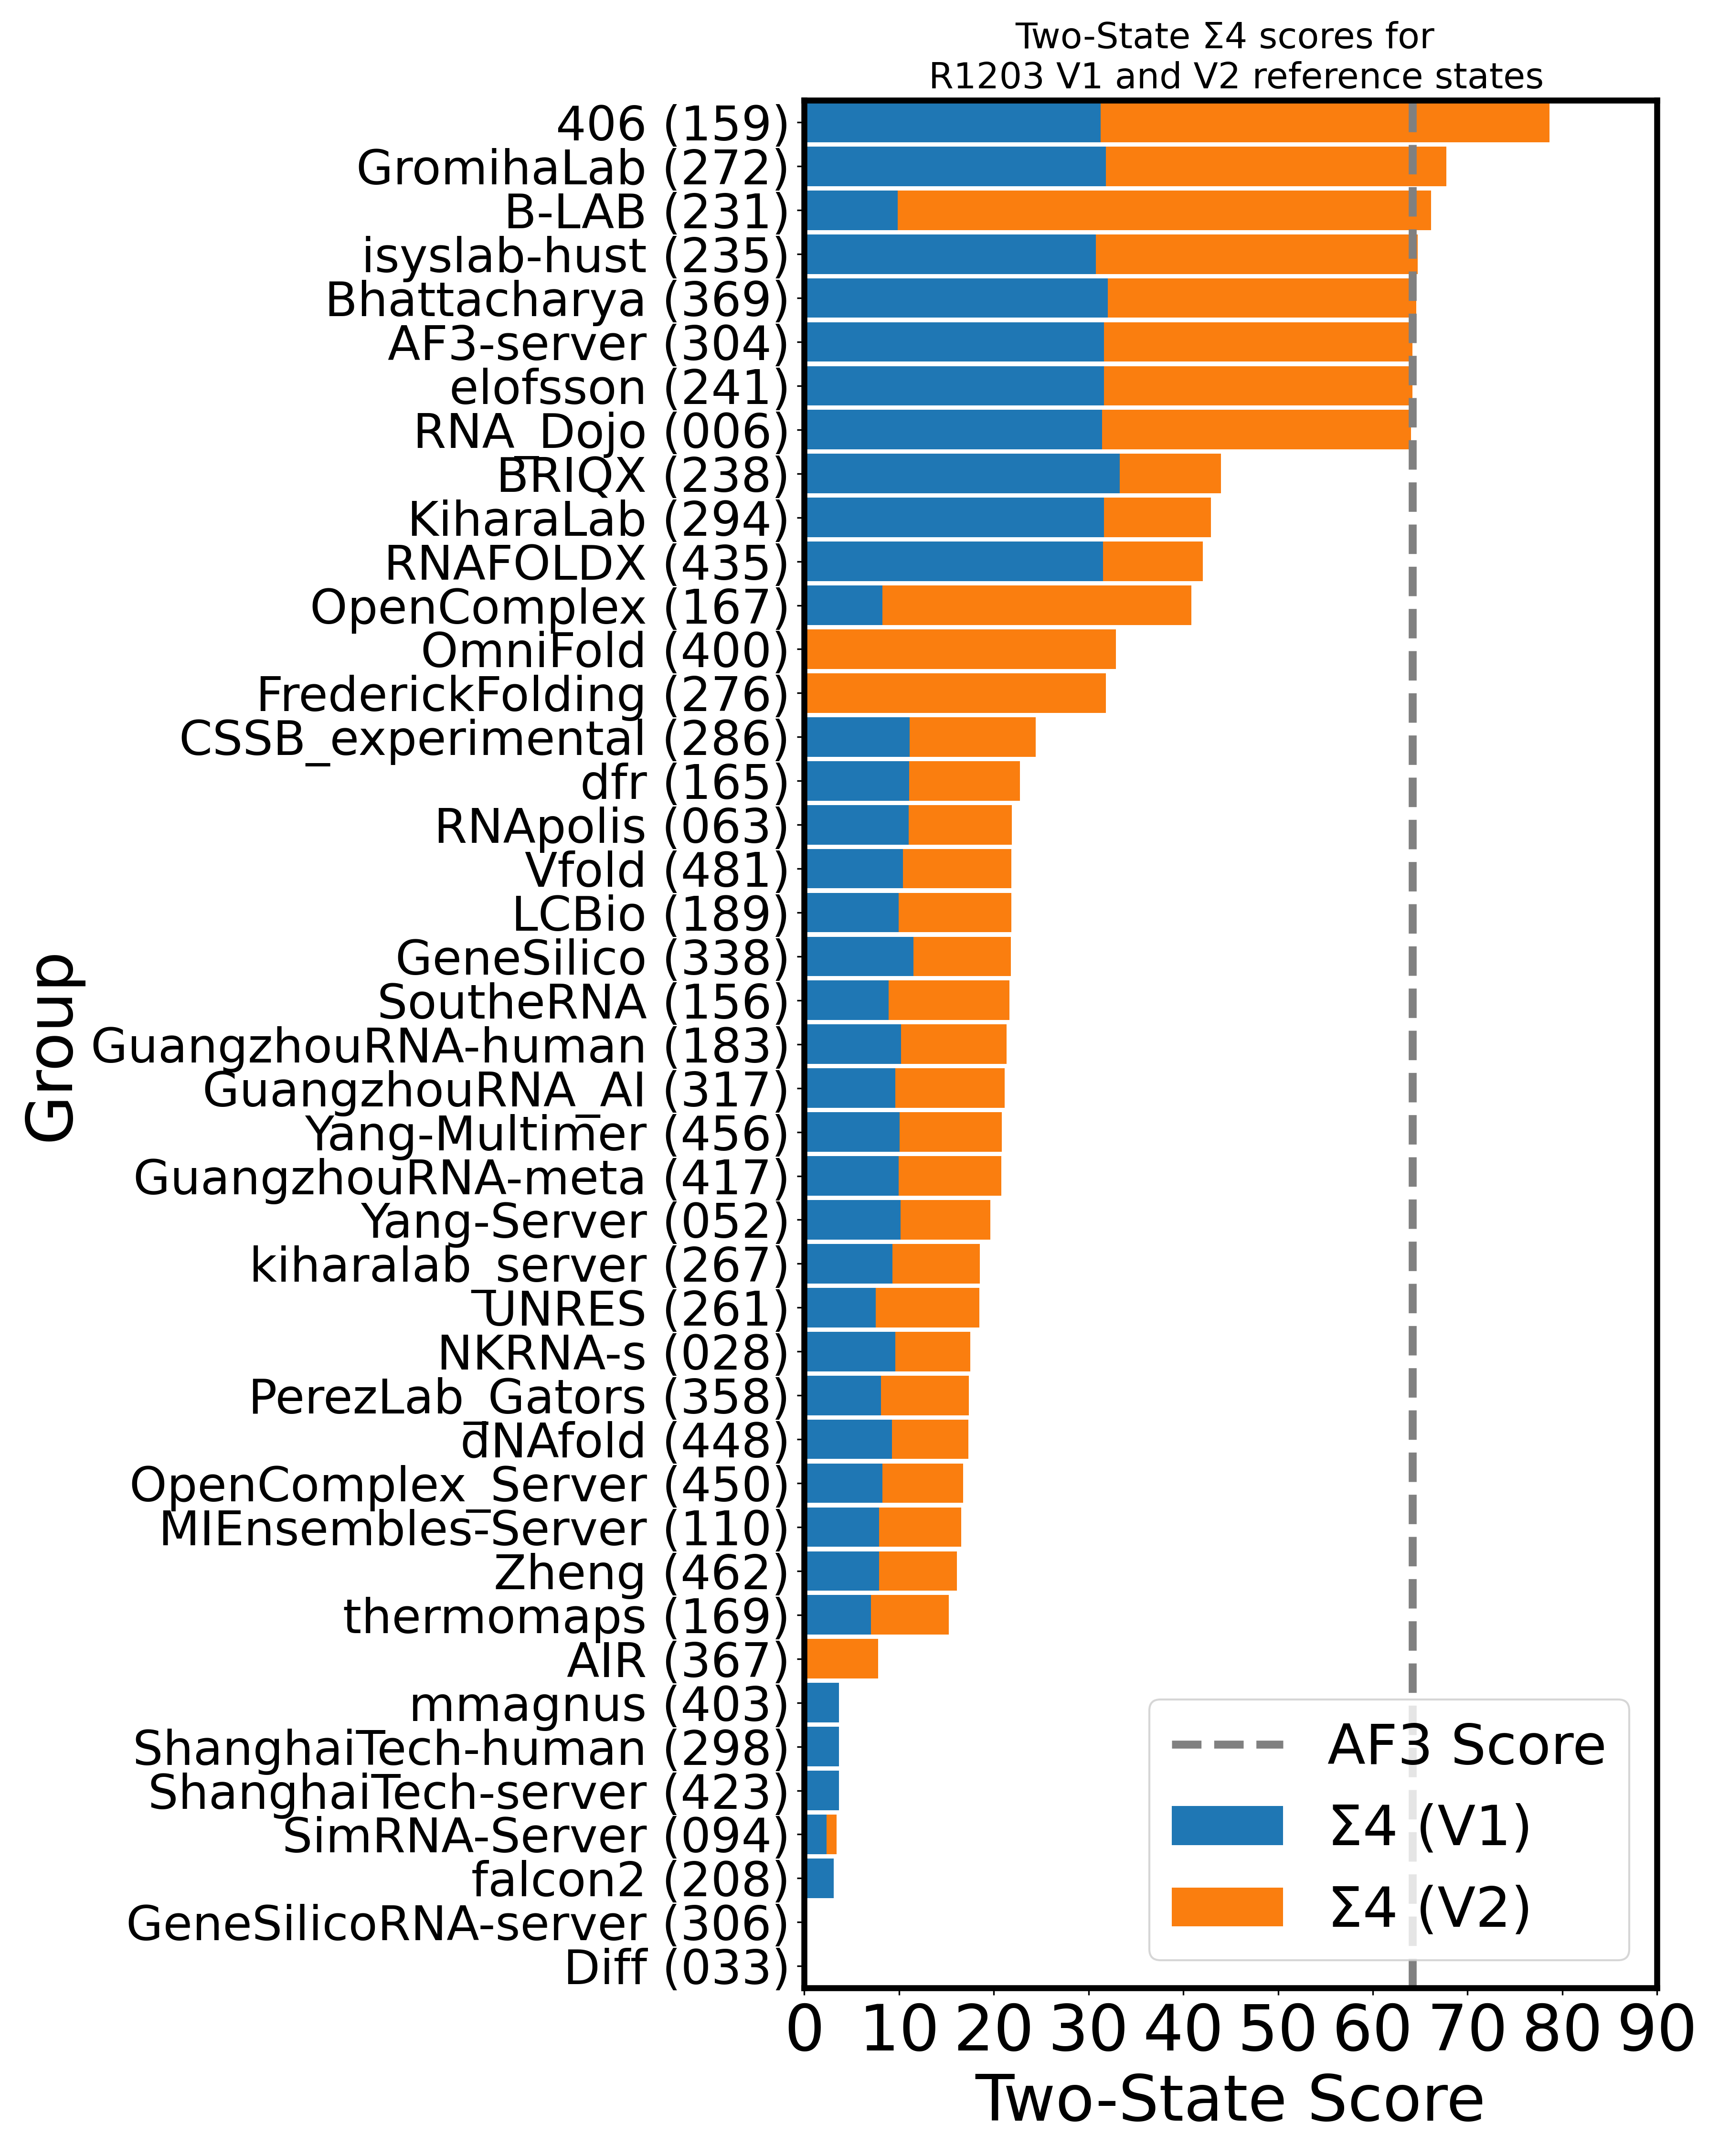 Two-State Σ4 scores for
R1203 V1 and V2 reference states
Group
406 (159)
GromihaLab (272)
B-LAB (231)
isyslab-hust (235)
Bhattacharya (369)
AF3-server (304)
elofsson (241)
RNA_Dojo (006)
BRIQX (238)
KiharaLab (294)
RNAFOLDX (435)
OpenComplex (167)
OmniFold (400)
FrederickFolding (276)
CSSB_experimental (286)
dfr (165)
RNApolis (063)
Vfold (481)
LCBio (189)
GeneSilico (338)
SoutheRNA (156)
GuangzhouRNA-human (183)
GuangzhouRNA_AI (317)
Yang-Multimer (456)
GuangzhouRNA-meta (417)
Yang-Server (052)
kiharalab_server (267)
UNRES (261)
NKRNA-s (028)
PerezLab_Gators (358)
dNAfold (448)
OpenComplex_Server (450)
MIEnsembles-Server (110)
Zheng (462)
thermomaps (169)
AIR (367)
mmagnus (403)
ShanghaiTech-human (298)
ShanghaiTech-server (423)
SimRNA-Server (094)
falcon2 (208)
GeneSilicoRNA-server (306)
Diff (033)
AF3 Score
Σ4 (V1)
Σ4 (V2)
0 10 20 30 40 50 60 70 80 90
Two-State Score